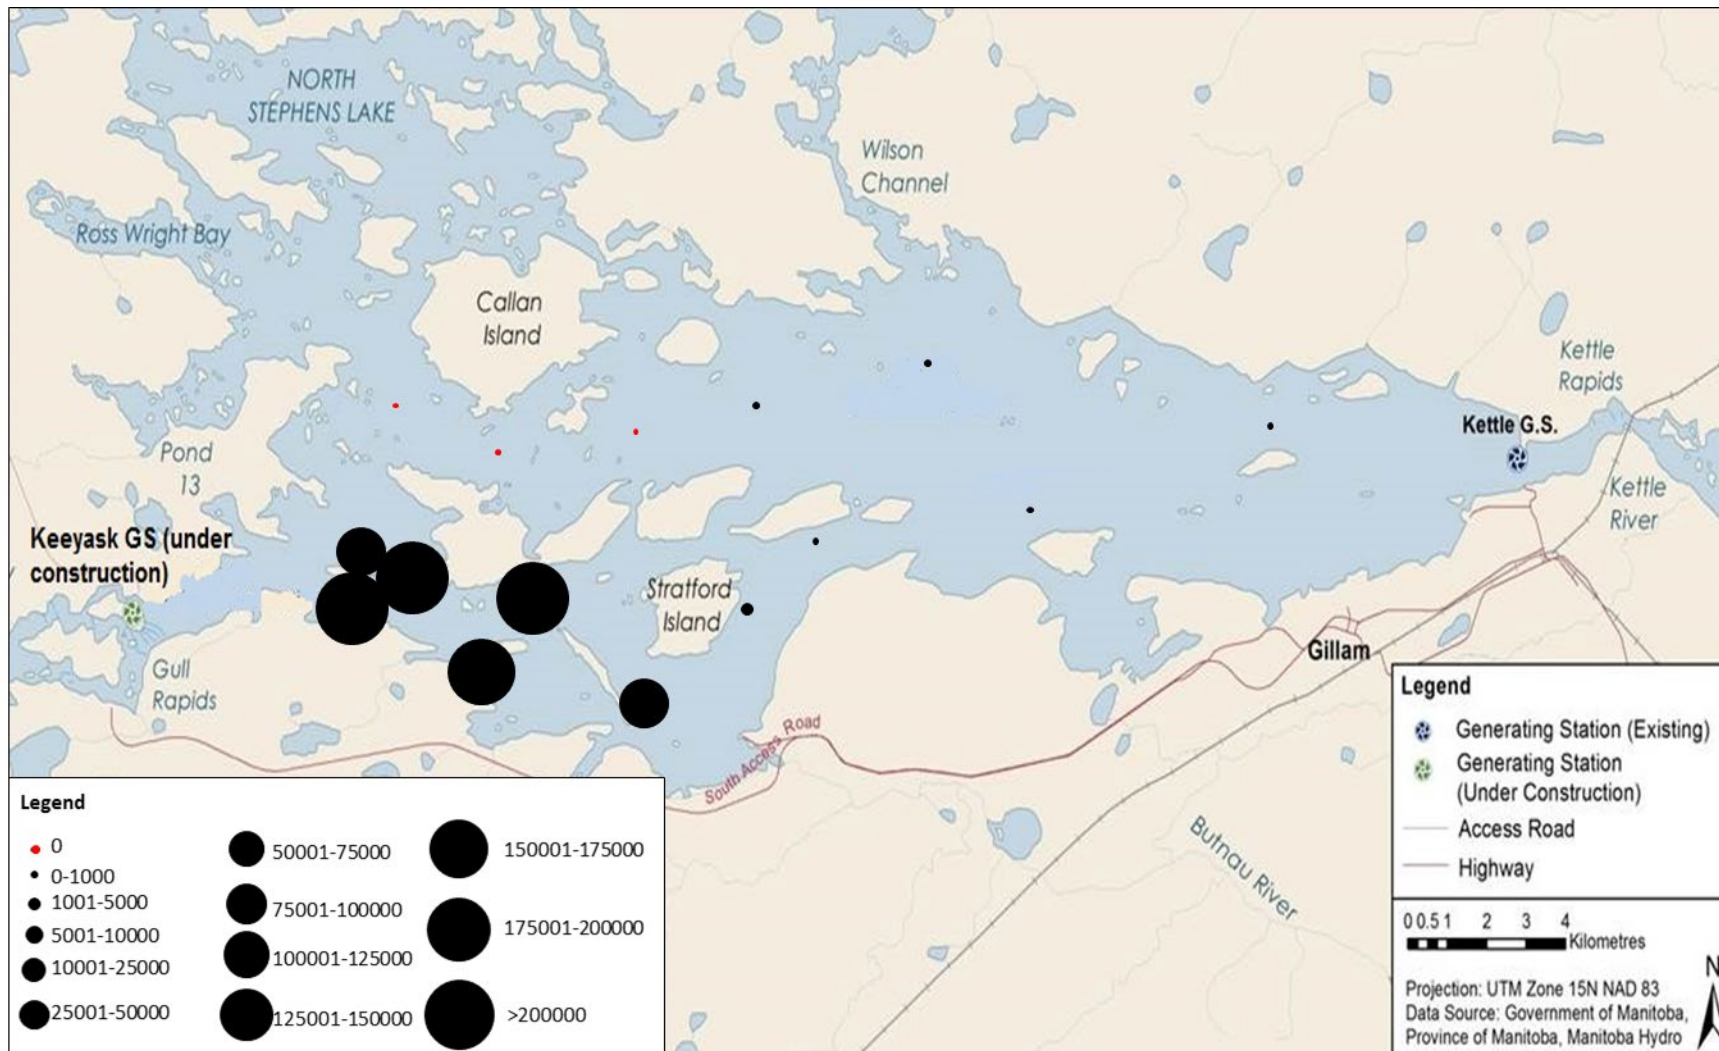 NORTH
STEPHENS LAKE
Wilson
Channel
Ross Wright Bay
Callan
Island
Kettle
Rapids
Kettle G.S.
Pond
13
Kettle
River
Keeyask GS (under
construction)
Stratford
Island
Gillam
Gull
Rapids
South Access Road
Butnau River
Legend
Generating Station (Existing)
Generating Station
(Under Construction)
Access Road
Highway
0 0.5 1 2 3 4
Kilometres
N
Projection: UTM Zone 15N NAD 83
Data Source: Government of Manitoba,
Province of Manitoba, Manitoba Hydro
Legend
0
0-1000
1001-5000
5001-10000
10001-25000
25001-50000
50001-75000
75001-100000
100001-125000
125001-150000
150001-175000
175001-200000
>200000